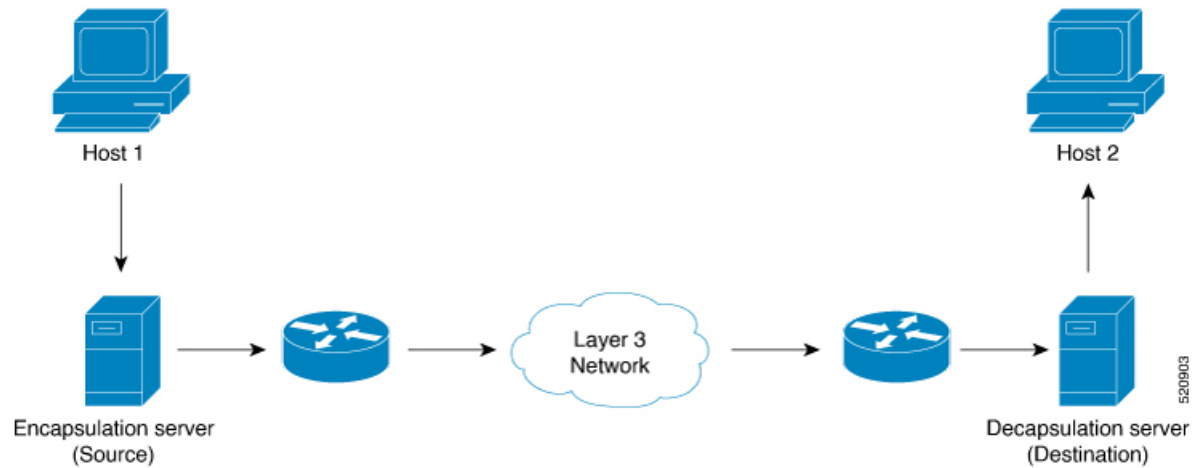 Host 1
Host 2
Layer 3
Network
Encapsulation server
(Source)
Decapsulation server
(Destination)
520903